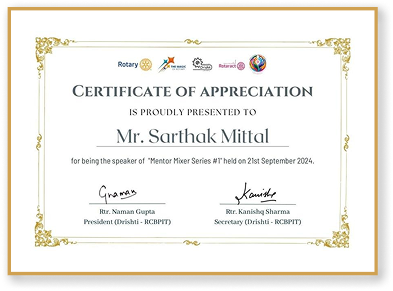 Rotary
Rotaract
CERTIFICATE OF APPRECIATION
IS PROUDLY PRESENTED TO
Mr. Sarthak Mittal
for being the speaker of "Mentor Mixer Series #1" held on 21st September 2024.
Gnaman Kanishq
Rtr. Naman Gupta Rtr. Kanishq Sharma
President (Drishti - RCBPIT) Secretary (Drishti - RCBPIT)